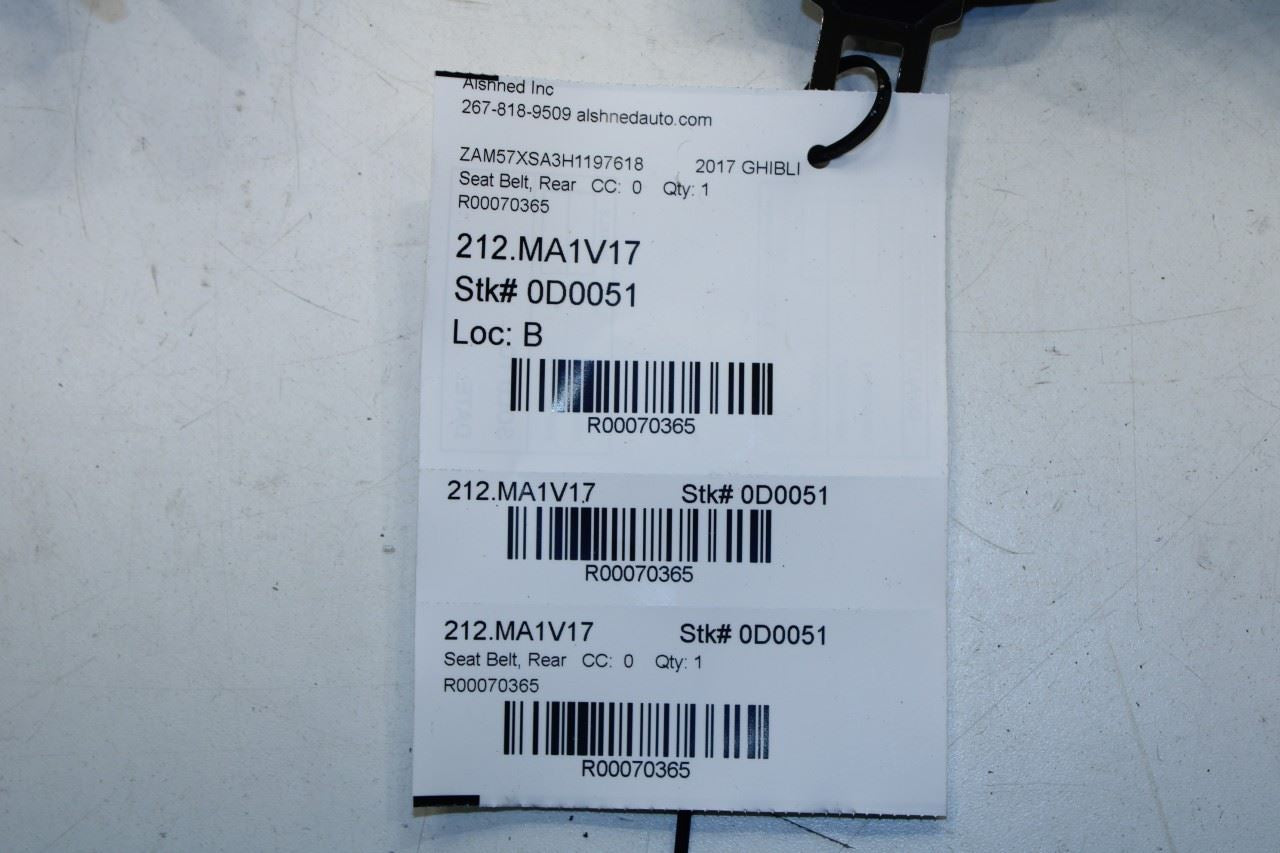 Alshned Inc
267-818-9509 alshnedauto.com
ZAM57XSA3H1197618 2017 GHIBLI
Seat Belt, Rear CC: 0 Qty: 1
R00070365
212.MA1V17
Stk# 0D0051
Loc: B
R00070365
212.MA1V17 Stk# 0D0051
R00070365
212.MA1V17 Stk# 0D0051
Seat Belt, Rear CC: 0 Qty: 1
R00070365
R00070365